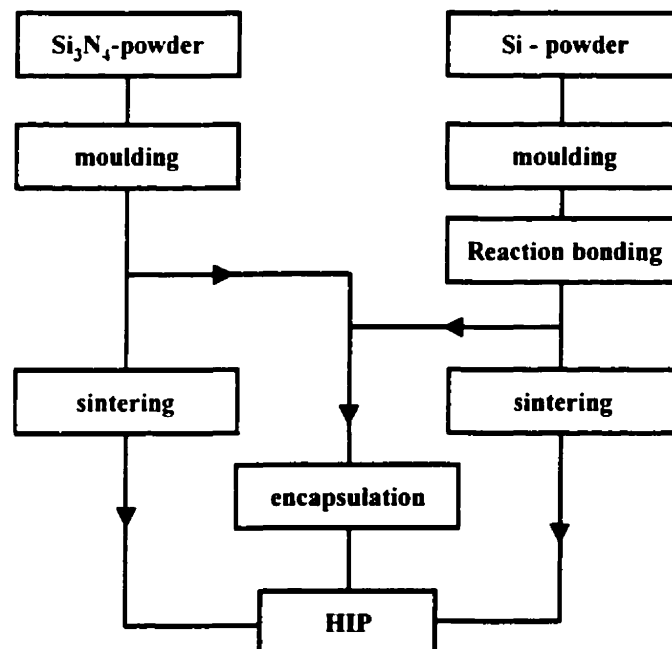 Si₃N₄-powder
Si - powder
moulding
moulding
Reaction bonding
sintering
sintering
encapsulation
HIP